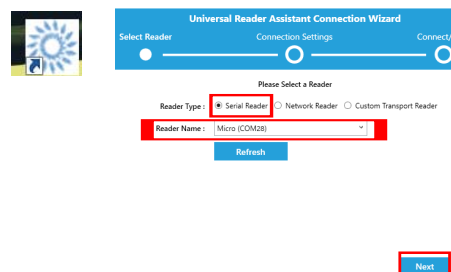 Universal Reader Assistant Connection Wizard
Select Reader Connection Settings Connect/
Please Select a Reader
Reader Type : Serial Reader Network Reader Custom Transport Reader
Reader Name : Micro (COM28)
Refresh
Next